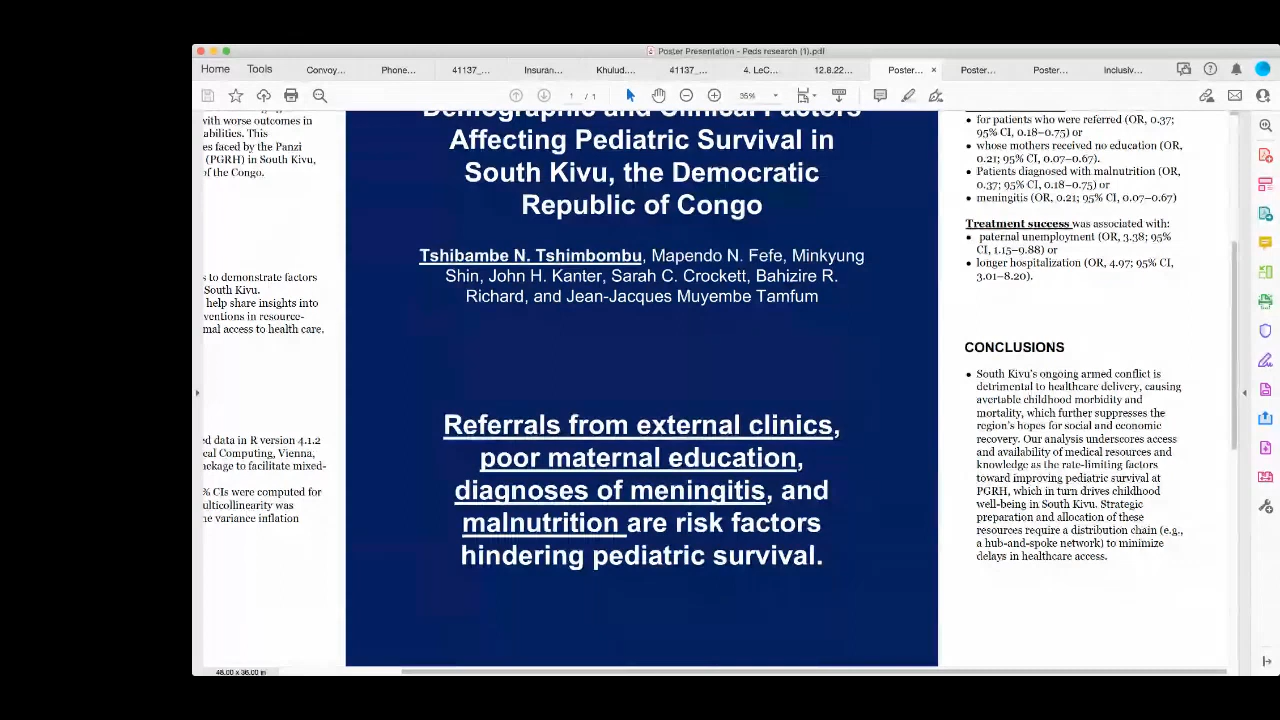 Poster Presentation - Peds research (1).pdf
Home Tools Convoy... Phone... 41137_... Insuran... Khulud.... 41137_... 4. LeC... 12.8.22... Poster... × Poster... Poster... Inclusiv...
1 / 1 35%
with worse outcomes in
abilities. This
es faced by the Panzi
(PGRH) in South Kivu,
of the Congo.
s to demonstrate factors
South Kivu.
help share insights into
ventions in resource-
mal access to health care.
ed data in R version 4.1.2
cal Computing, Vienna,
ackage to facilitate mixed-
% CIs were computed for
ulticollinearity was
he variance inflation
Demographic and Clinical Factors
Affecting Pediatric Survival in
South Kivu, the Democratic
Republic of Congo
Tshibambe N. Tshimbombu, Mapendo N. Fefe, Minkyung
Shin, John H. Kanter, Sarah C. Crockett, Bahizire R.
Richard, and Jean-Jacques Muyembe Tamfum
Referrals from external clinics,
poor maternal education,
diagnoses of meningitis, and
malnutrition are risk factors
hindering pediatric survival.
• for patients who were referred (OR, 0.37;
95% CI, 0.18–0.75) or
• whose mothers received no education (OR,
0.21; 95% CI, 0.07–0.67).
• Patients diagnosed with malnutrition (OR,
0.37; 95% CI, 0.18–0.75) or
• meningitis (OR, 0.21; 95% CI, 0.07–0.67)
Treatment success was associated with:
• paternal unemployment (OR, 3.38; 95%
CI, 1.15–9.88) or
• longer hospitalization (OR, 4.97; 95% CI,
3.01–8.20).
CONCLUSIONS
• South Kivu's ongoing armed conflict is
detrimental to healthcare delivery, causing
avertable childhood morbidity and
mortality, which further suppresses the
region's hopes for social and economic
recovery. Our analysis underscores access
and availability of medical resources and
knowledge as the rate-limiting factors
toward improving pediatric survival at
PGRH, which in turn drives childhood
well-being in South Kivu. Strategic
preparation and allocation of these
resources require a distribution chain (e.g.,
a hub-and-spoke network) to minimize
delays in healthcare access.
48.00 x 36.00 in